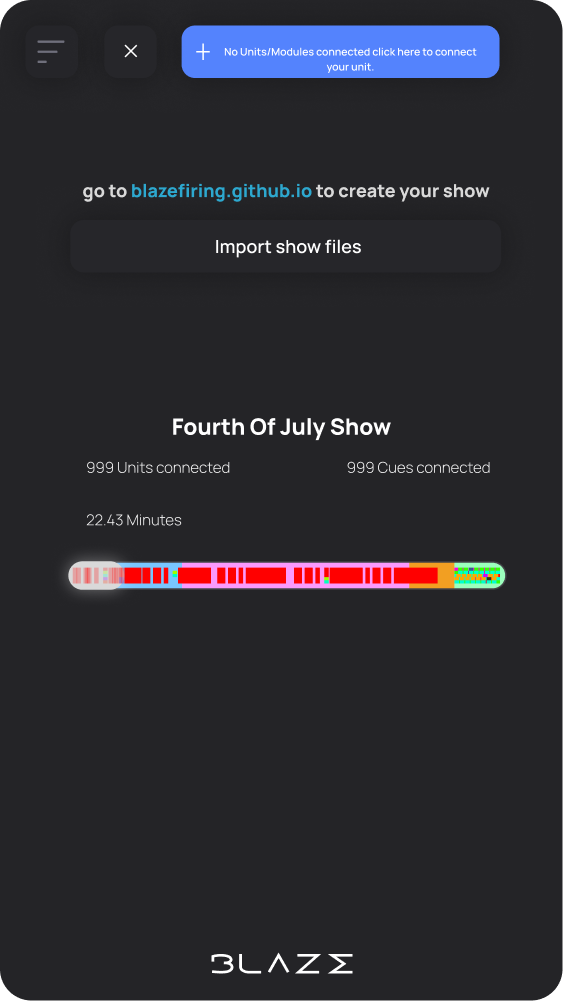 No Units/Modules connected click here to connect
your unit.
go to blazefiring.github.io to create your show
Import show files
Fourth Of July Show
999 Units connected
999 Cues connected
22.43 Minutes
BLAZE